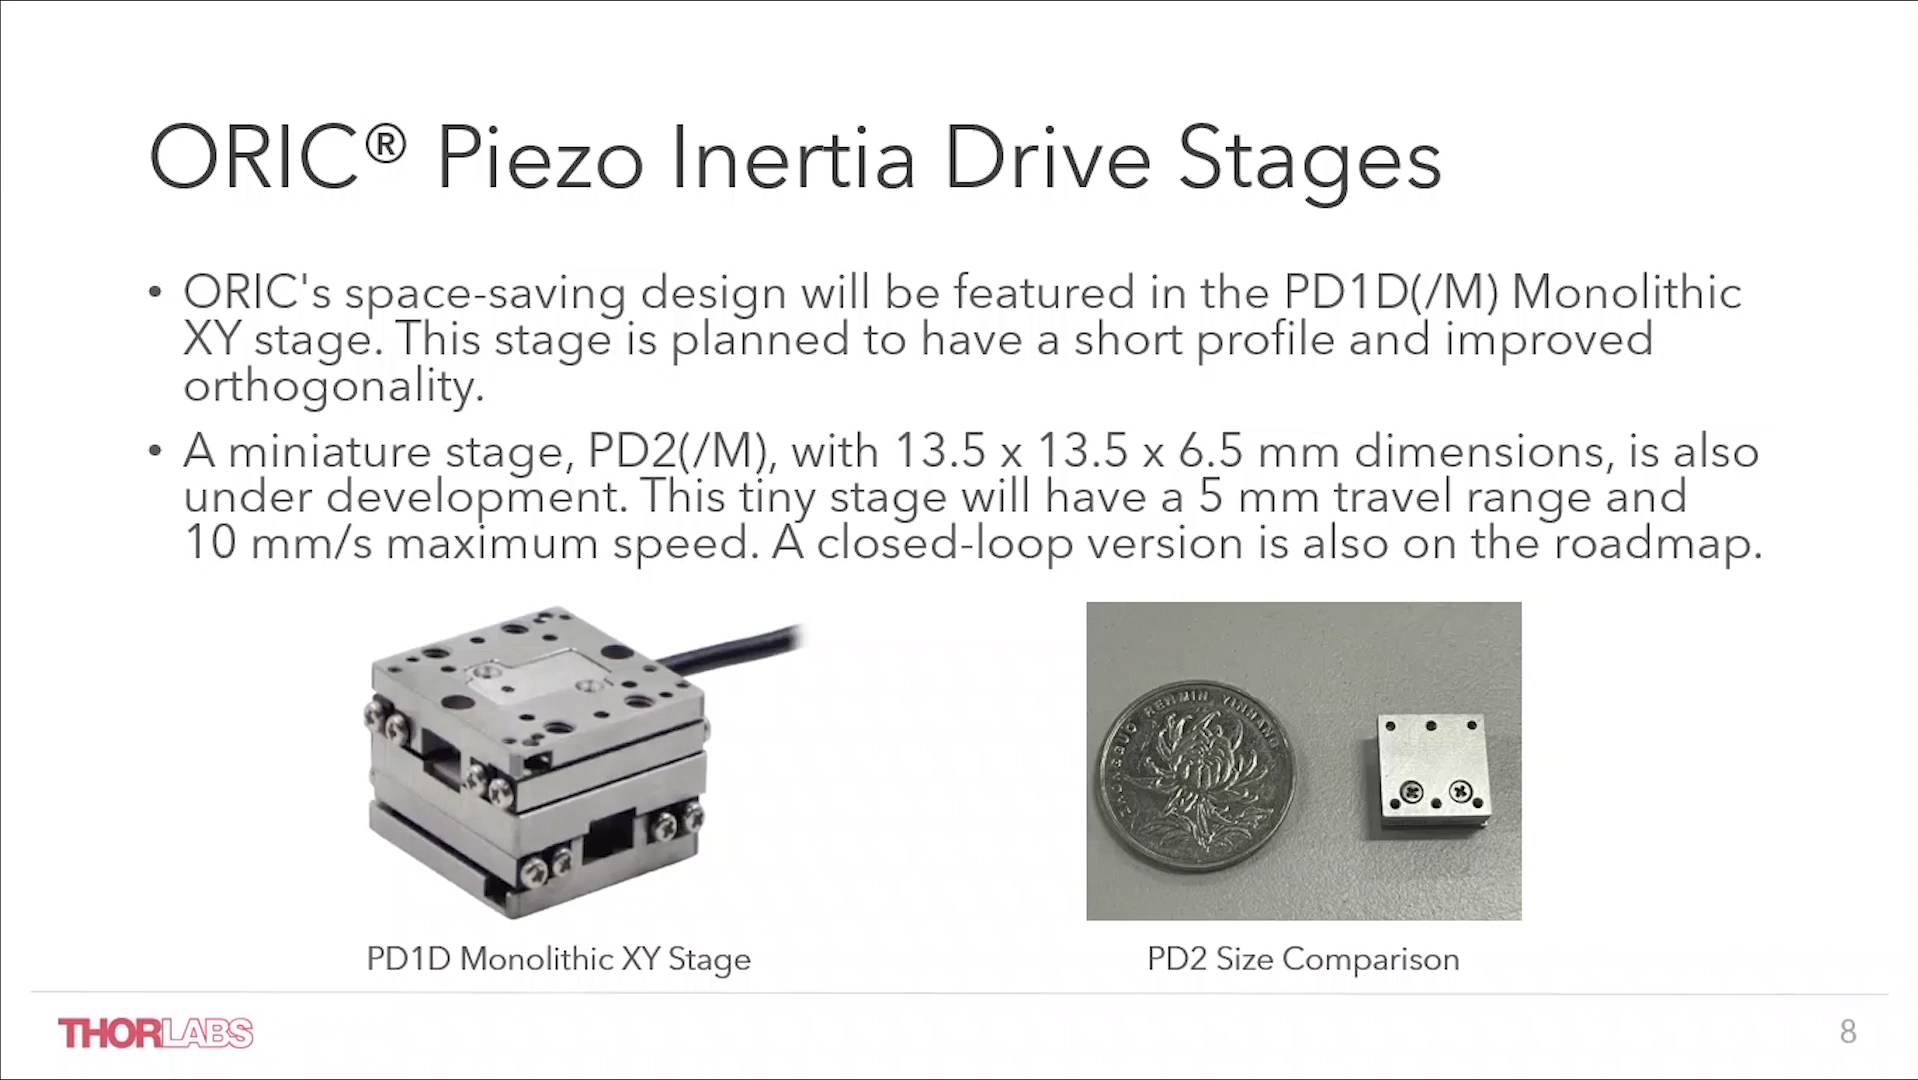 ORIC® Piezo Inertia Drive Stages
• ORIC's space-saving design will be featured in the PD1D(/M) Monolithic
XY stage. This stage is planned to have a short profile and improved
orthogonality.
• A miniature stage, PD2(/M), with 13.5 x 13.5 x 6.5 mm dimensions, is also
under development. This tiny stage will have a 5 mm travel range and
10 mm/s maximum speed. A closed-loop version is also on the roadmap.
ZHONGGUO RENMIN YINHANG
PD1D Monolithic XY Stage
PD2 Size Comparison
THORLABS
8